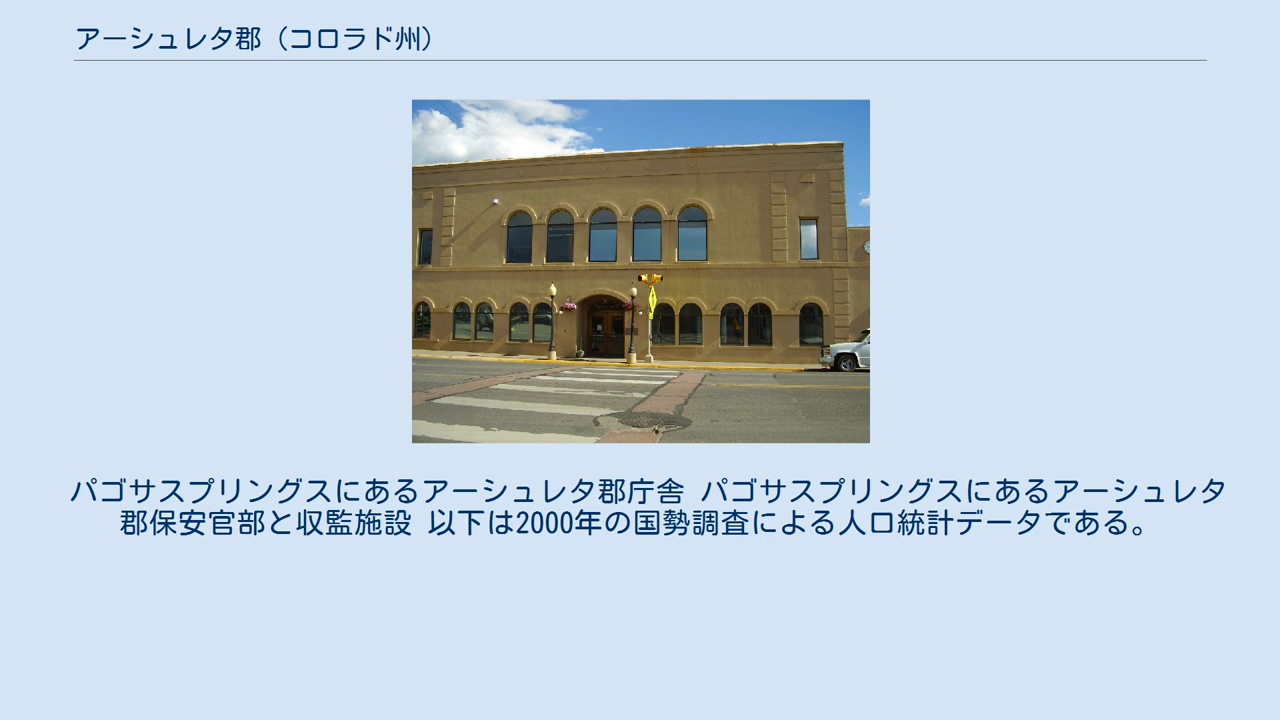 アーシュレタ郡（コロラド州）
パゴサスプリングスにあるアーシュレタ郡庁舎 パゴサスプリングスにあるアーシュレタ
郡保安官部と収監施設 以下は2000年の国勢調査による人口統計データである。